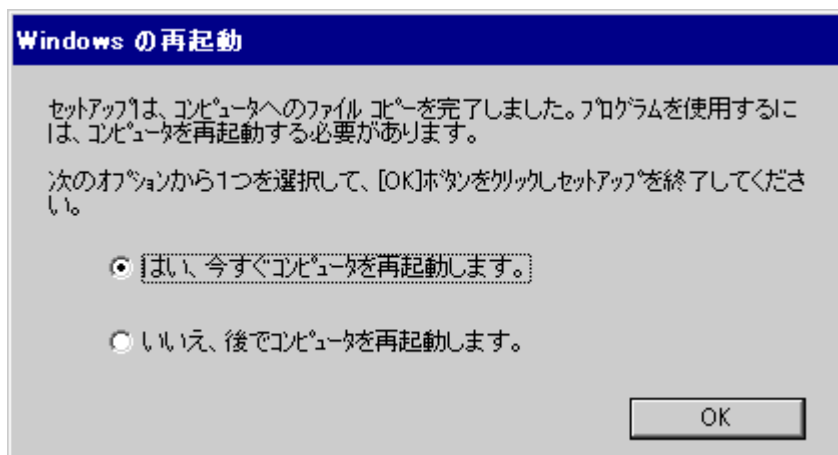 Windows の再起動
セットアップは、コンピュータへのファイル コピーを完了しました。プログラムを使用するに
は、コンピュータを再起動する必要があります。
次のオプションから1つを選択して、[OK]ボタンをクリックしセットアップを終了してくださ
い。
はい、今すぐコンピュータを再起動します。
いいえ、後でコンピュータを再起動します。
OK